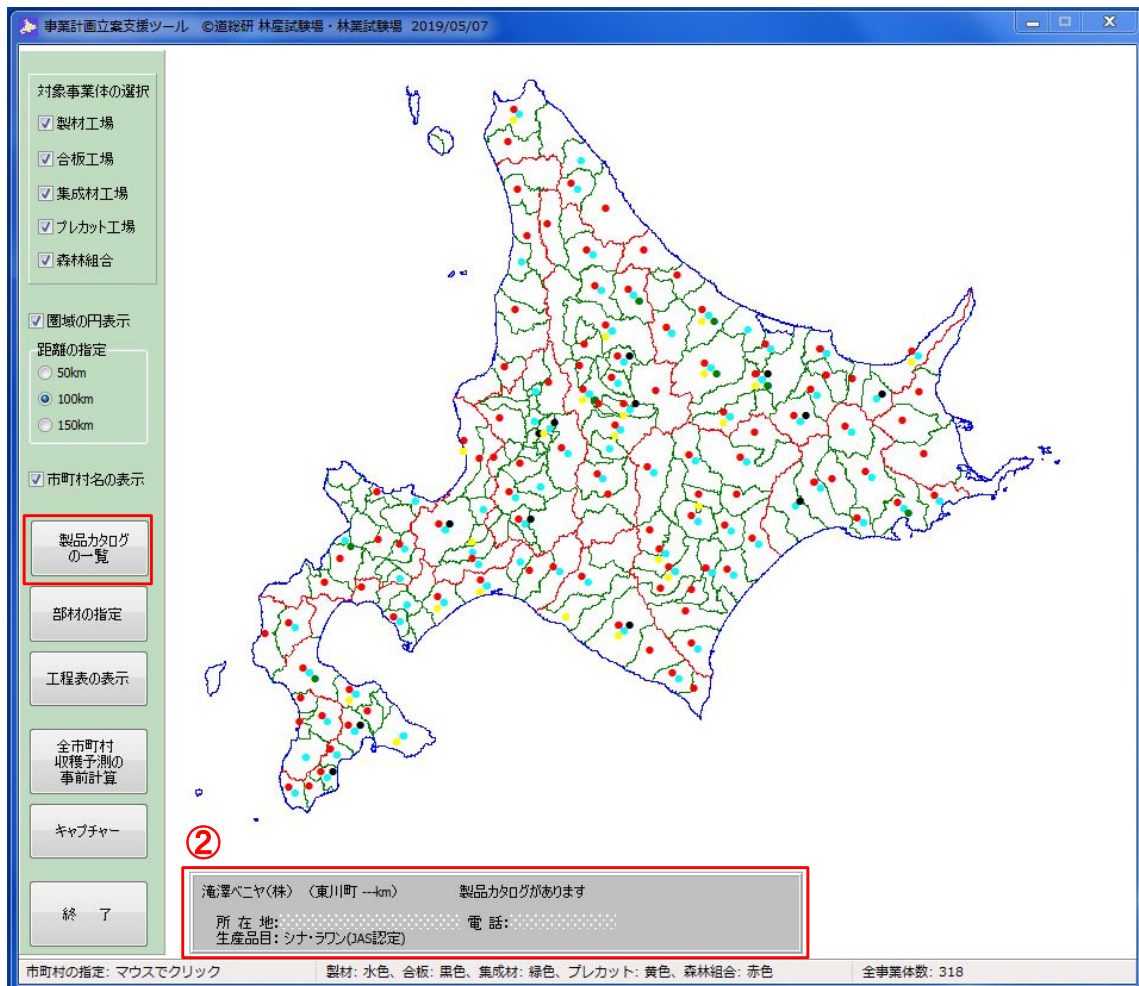 事業計画立案支援ツール ©道総研 林産試験場・林業試験場 2019/05/07
対象事業体の選択
製材工場
合板工場
集成材工場
プレカット工場
森林組合
圏域の円表示
距離の指定
50km
100km
150km
市町村名の表示
製品カタログ
の一覧
部材の指定
工程表の表示
全市町村
収穫予測の
事前計算
キャプチャー
終 了
②
滝澤ベニヤ(株) (東川町 ---km) 製品カタログがあります
所 在 地: 電 話:
生産品目: シナ・ラワン(JAS認定)
市町村の指定: マウスでクリック 製材: 水色、合板: 黒色、集成材: 緑色、プレカット: 黄色、森林組合: 赤色 全事業体数: 318